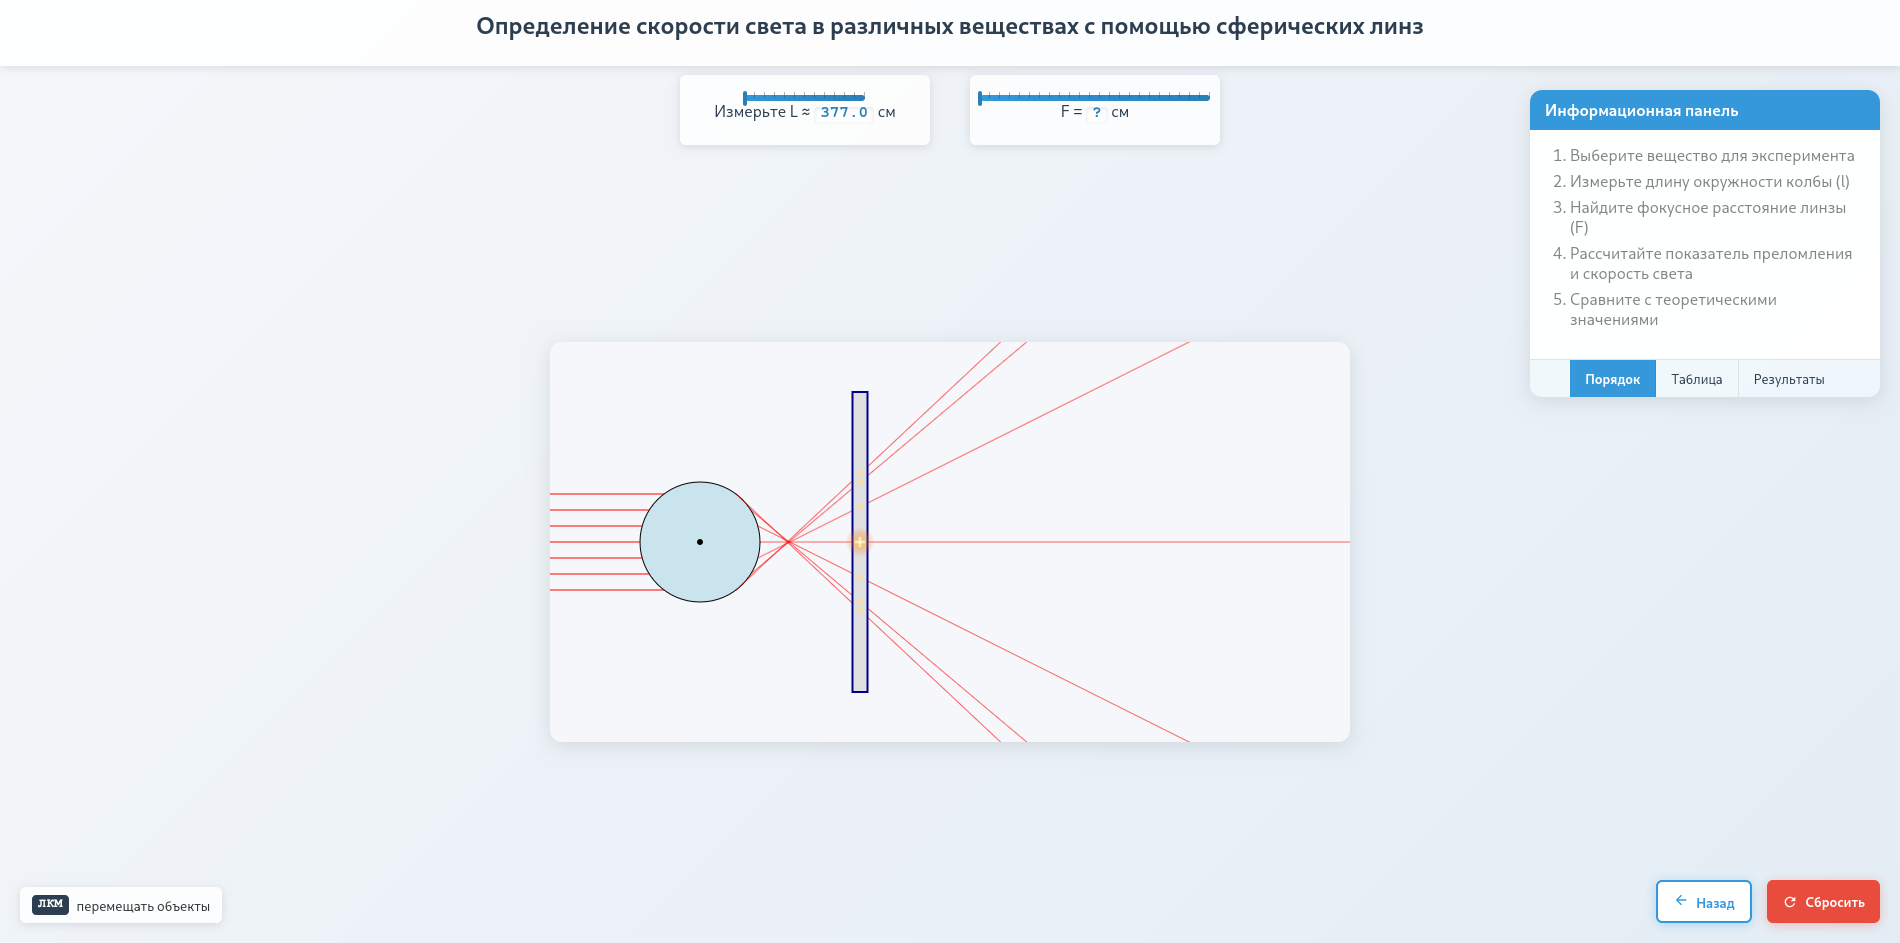 Определение скорости света в различных веществах с помощью сферических линз
Измерьте L ≈ 377.0 см
F = ? см
Информационная панель
1. Выберите вещество для эксперимента
2. Измерьте длину окружности колбы (l)
3. Найдите фокусное расстояние линзы
(F)
4. Рассчитайте показатель преломления
и скорость света
5. Сравните с теоретическими
значениями
Порядок Таблица Результаты
ЛКМ перемещать объекты
Назад Сбросить